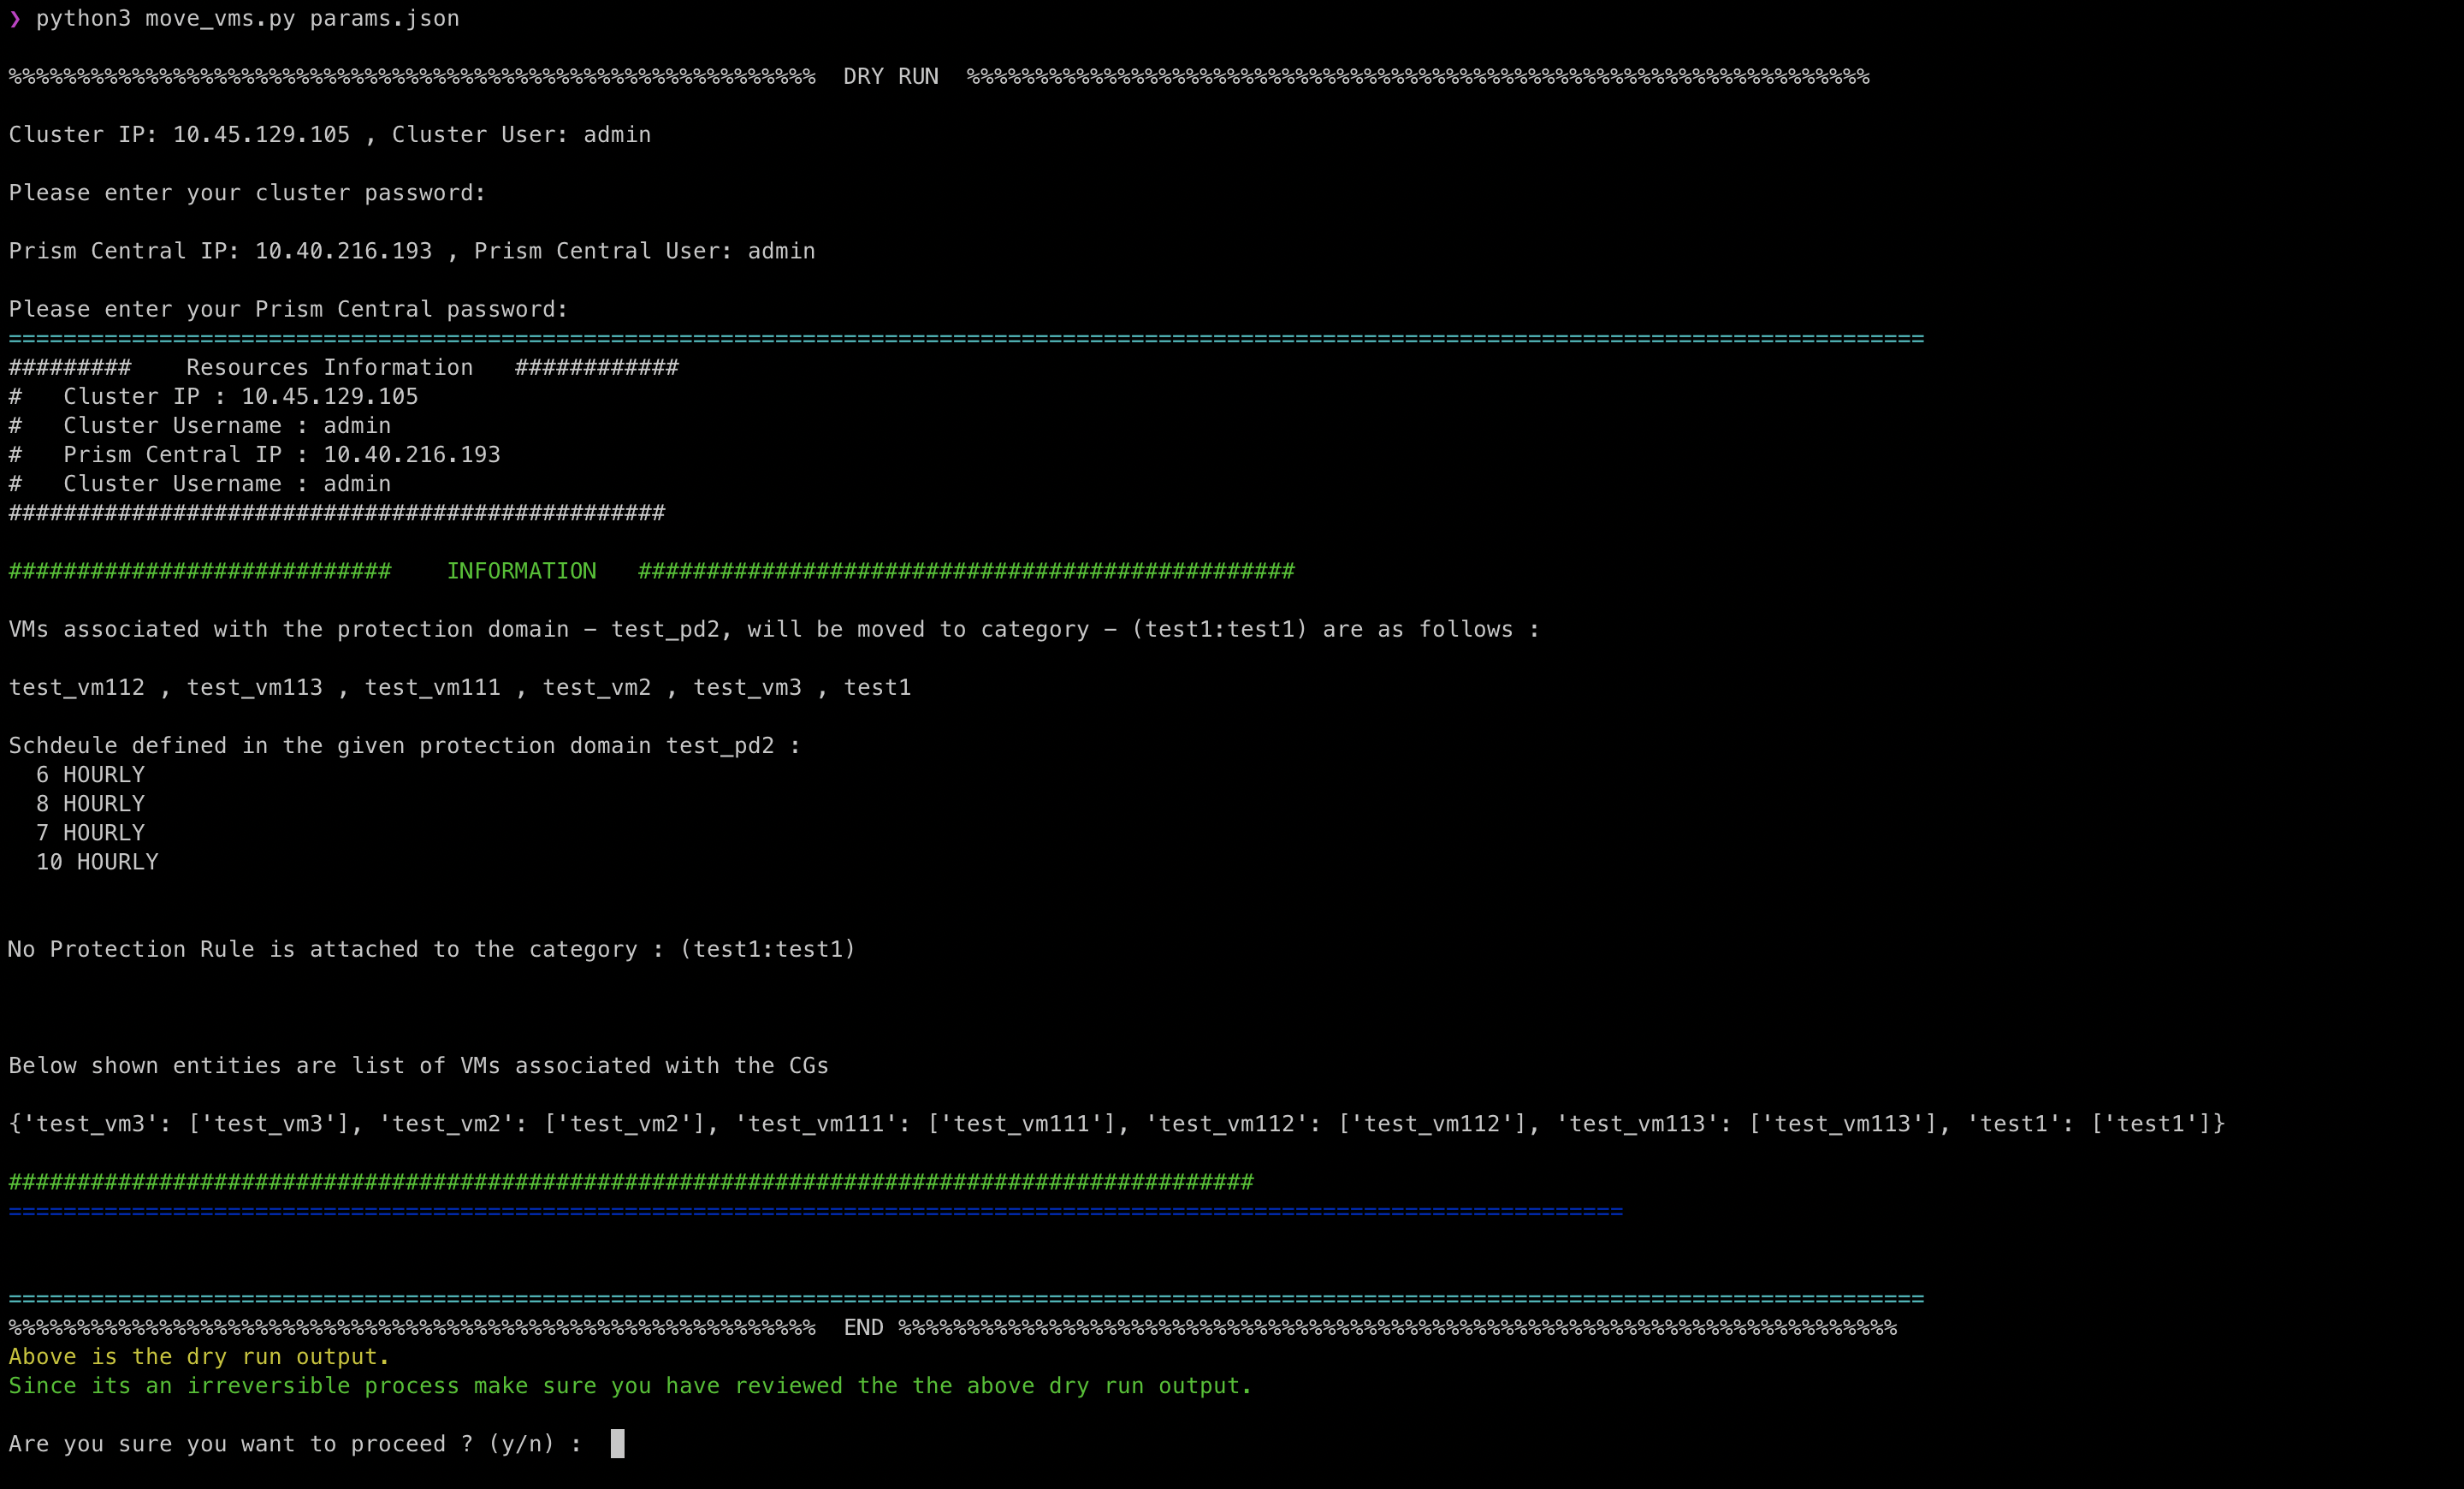 ❯ python3 move_vms.py params.json
%%%%%%%%%%%%%%%%%%%%%%%%%%%%%%%%%%%%%%%%%%%%%%%%%%%%%%%%%%%  DRY RUN  %%%%%%%%%%%%%%%%%%%%%%%%%%%%%%%%%%%%%%%%%%%%%%%%%%%%%%%%%%%%%%%%%%
Cluster IP: 10.45.129.105 , Cluster User: admin
Please enter your cluster password:
Prism Central IP: 10.40.216.193 , Prism Central User: admin
Please enter your Prism Central password:
============================================================================================================================================
#########    Resources Information   ############
#   Cluster IP : 10.45.129.105
#   Cluster Username : admin
#   Prism Central IP : 10.40.216.193
#   Cluster Username : admin
################################################
############################    INFORMATION   ################################################
VMs associated with the protection domain – test_pd2, will be moved to category – (test1:test1) are as follows :
test_vm112 , test_vm113 , test_vm111 , test_vm2 , test_vm3 , test1
Schdeule defined in the given protection domain test_pd2 :
  6 HOURLY
  8 HOURLY
  7 HOURLY
  10 HOURLY
No Protection Rule is attached to the category : (test1:test1)
Below shown entities are list of VMs associated with the CGs
{'test_vm3': ['test_vm3'], 'test_vm2': ['test_vm2'], 'test_vm111': ['test_vm111'], 'test_vm112': ['test_vm112'], 'test_vm113': ['test_vm113'], 'test1': ['test1']}
###########################################################################################
======================================================================================================================
============================================================================================================================================
%%%%%%%%%%%%%%%%%%%%%%%%%%%%%%%%%%%%%%%%%%%%%%%%%%%%%%%%%%%  END %%%%%%%%%%%%%%%%%%%%%%%%%%%%%%%%%%%%%%%%%%%%%%%%%%%%%%%%%%%%%%%%%%%%%%%%%%%
Above is the dry run output.
Since its an irreversible process make sure you have reviewed the the above dry run output.
Are you sure you want to proceed ? (y/n) :